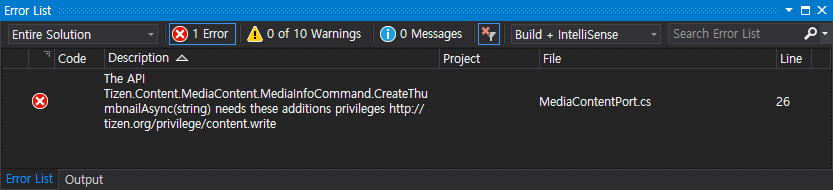 Error List
Entire Solution
1 Error
0 of 10 Warnings
0 Messages
Build + IntelliSense
Search Error List
Code
Description
Project
File
Line
The API
Tizen.Content.MediaContent.MediaInfoCommand.CreateThu
mbnailAsync(string) needs these additions privileges http://
tizen.org/privilege/content.write
MediaContentPort.cs
26
Error List
Output